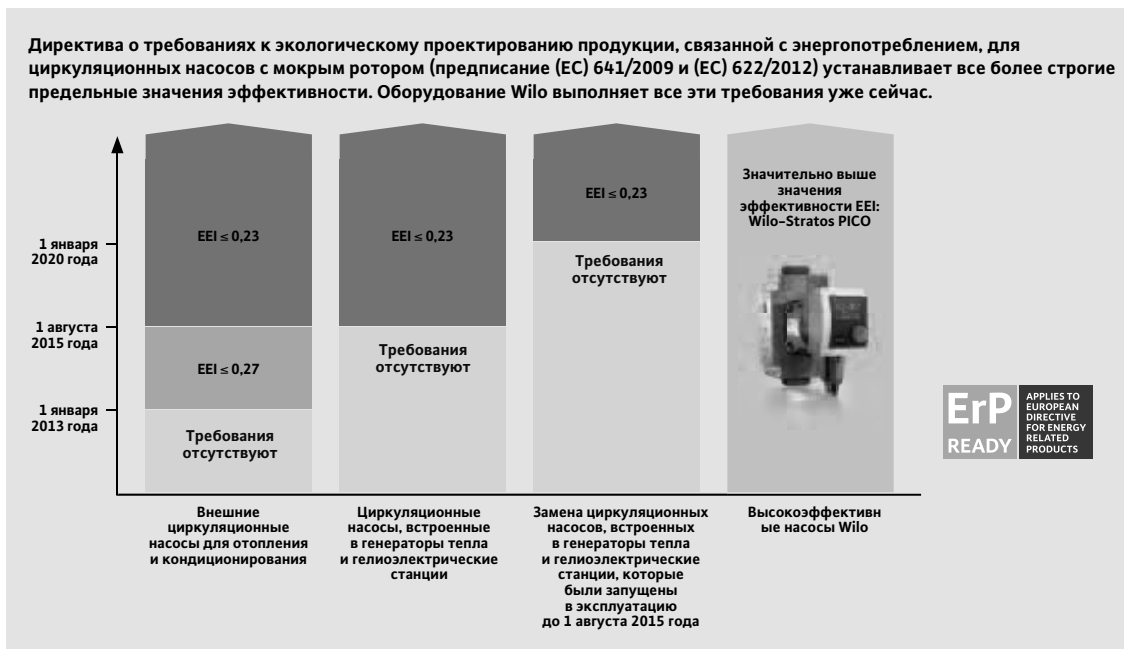 Директива о требованиях к экологическому проектированию продукции, связанной с энергопотреблением, для
циркуляционных насосов с мокрым ротором (предписание (ЕС) 641/2009 и (ЕС) 622/2012) устанавливает все более строгие
предельные значения эффективности. Оборудование Wilo выполняет все эти требования уже сейчас.
1 января
2020 года
1 августа
2015 года
1 января
2013 года
EEI ≤ 0,23
EEI ≤ 0,27
Требования
отсутствуют
EEI ≤ 0,23
Требования
отсутствуют
EEI ≤ 0,23
Требования
отсутствуют
Значительно выше
значения
эффективности EEI:
Wilo-Stratos PICO
Внешние
циркуляционные
насосы для отопления
и кондиционирования
Циркуляционные
насосы, встроенные
в генераторы тепла
и гелиоэлектрические
станции
Замена циркуляционных
насосов, встроенных
в генераторы тепла
и гелиоэлектрические
станции, которые
были запущены
в эксплуатацию
до 1 августа 2015 года
Высокоэффективн
ые насосы Wilo
ErP
READY
APPLIES TO
EUROPEAN
DIRECTIVE
FOR ENERGY
RELATED
PRODUCTS